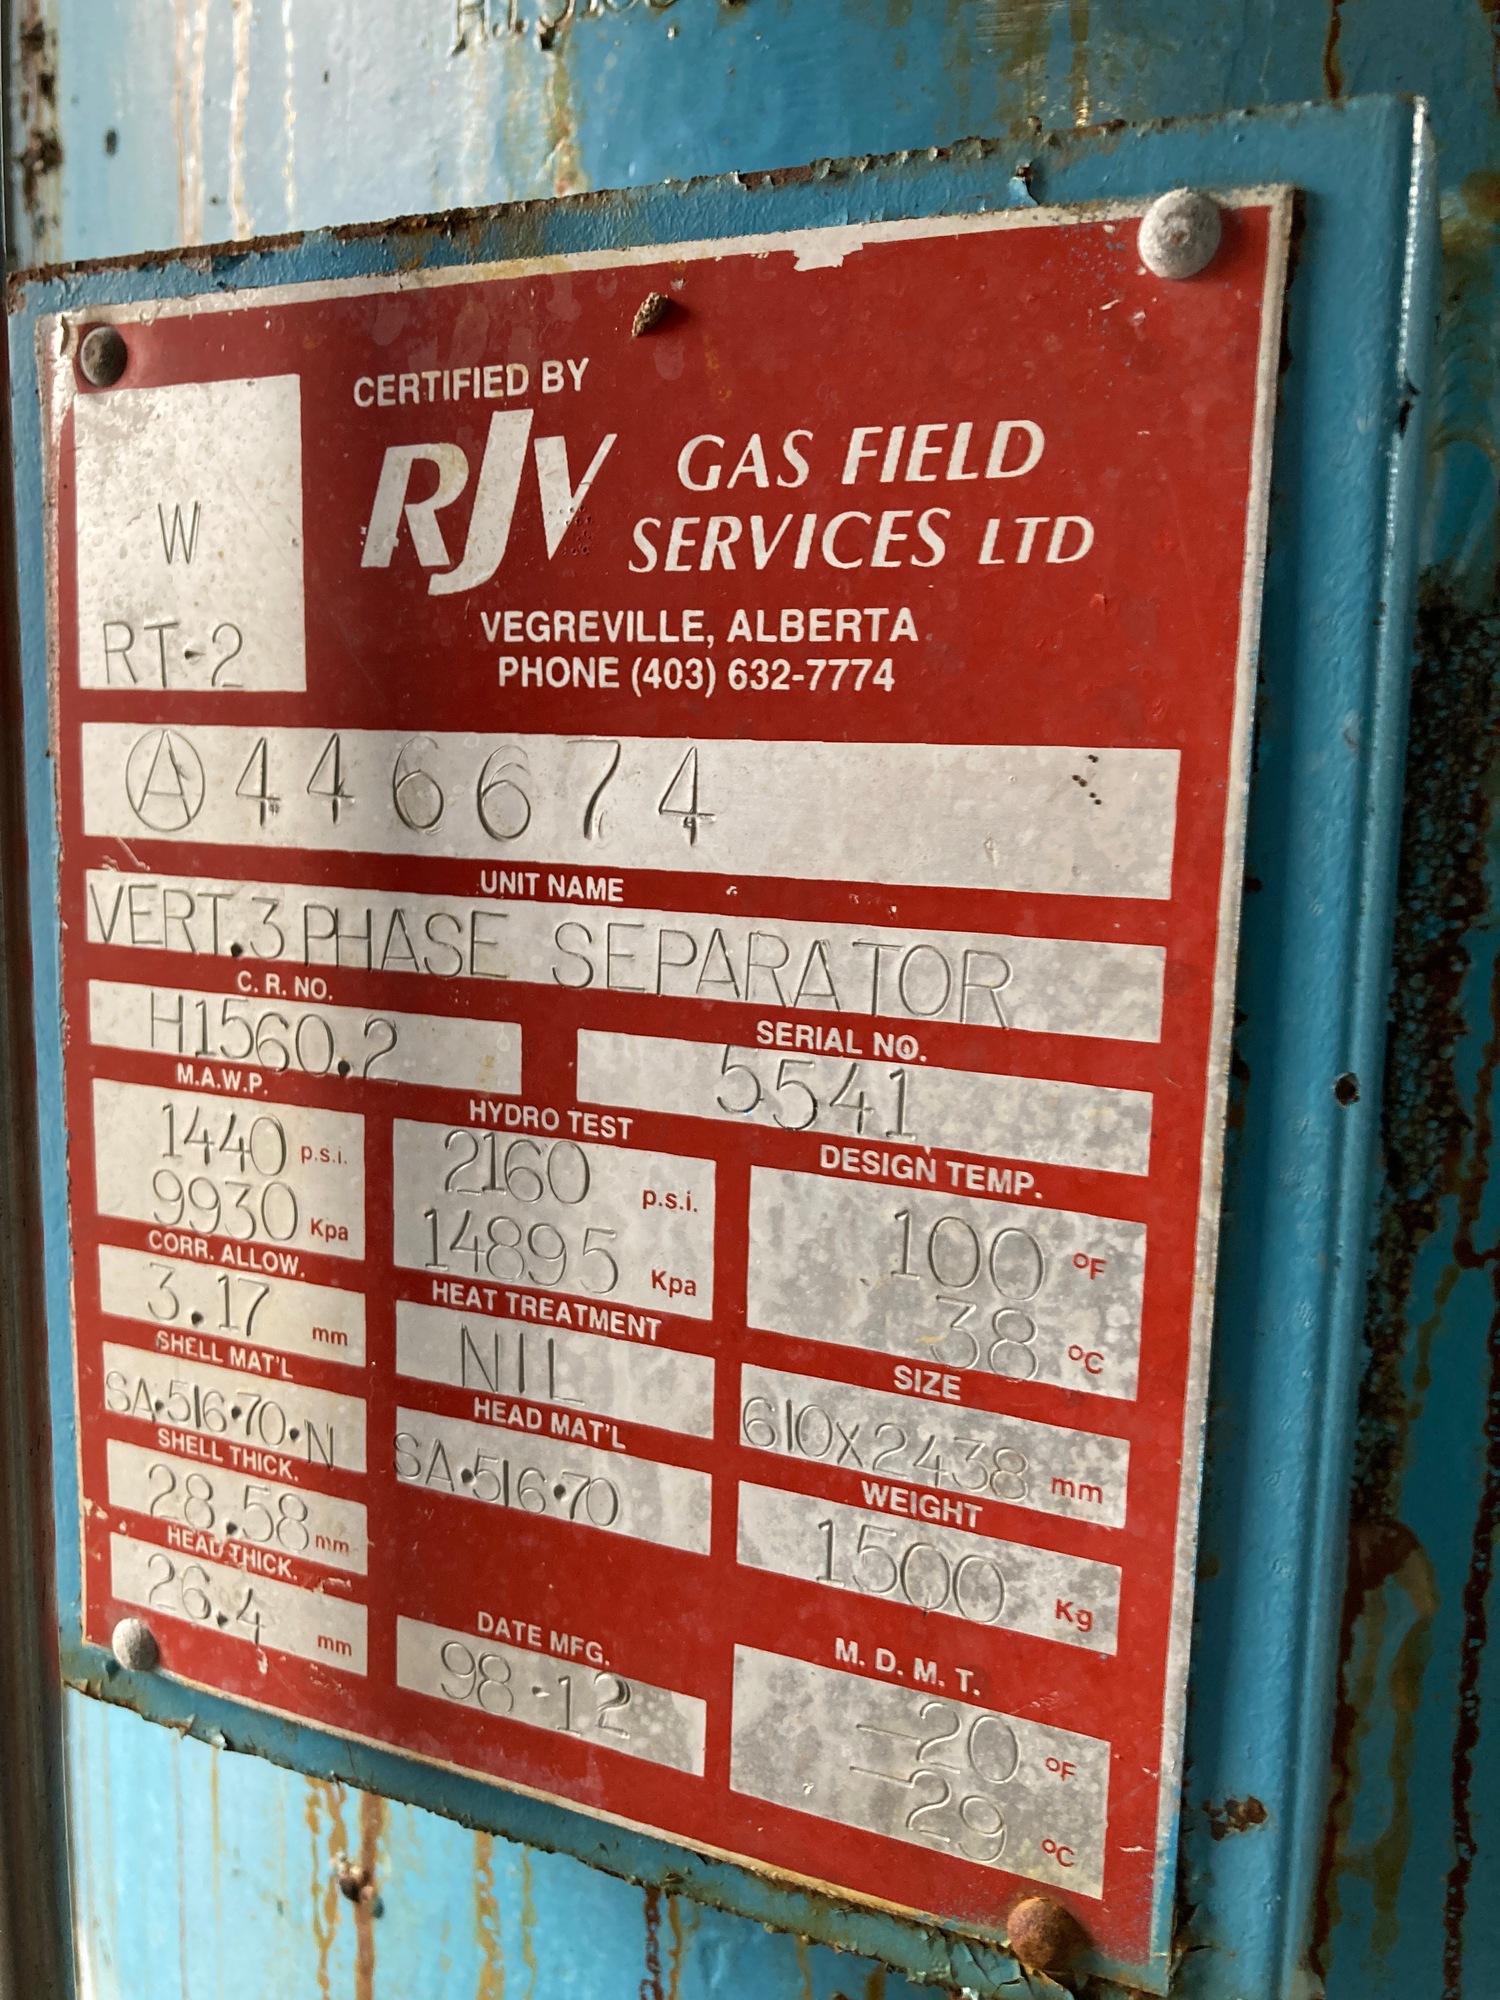 CERTIFIED BY
RJV GAS FIELD
SERVICES LTD
VEGREVILLE, ALBERTA
PHONE (403) 632-7774
W
RT-2
Ⓐ 446674
UNIT NAME
VERT. 3 PHASE SEPARATOR
C. R. NO.
H1560.2
SERIAL NO.
5541
M.A.W.P.
1440 p.s.i.
9930 Kpa
HYDRO TEST
2160 p.s.i.
14895 Kpa
DESIGN TEMP.
100 °F
38 °C
CORR. ALLOW.
3.17 mm
HEAT TREATMENT
NIL
SIZE
610X2438 mm
SHELL MAT'L
SA·516·70·N
HEAD MAT'L
SA·516·70
WEIGHT
1500 Kg
SHELL THICK.
28.58 mm
HEAD THICK.
26.4 mm
DATE MFG.
98-12
M. D. M. T.
-20 °F
-29 °C